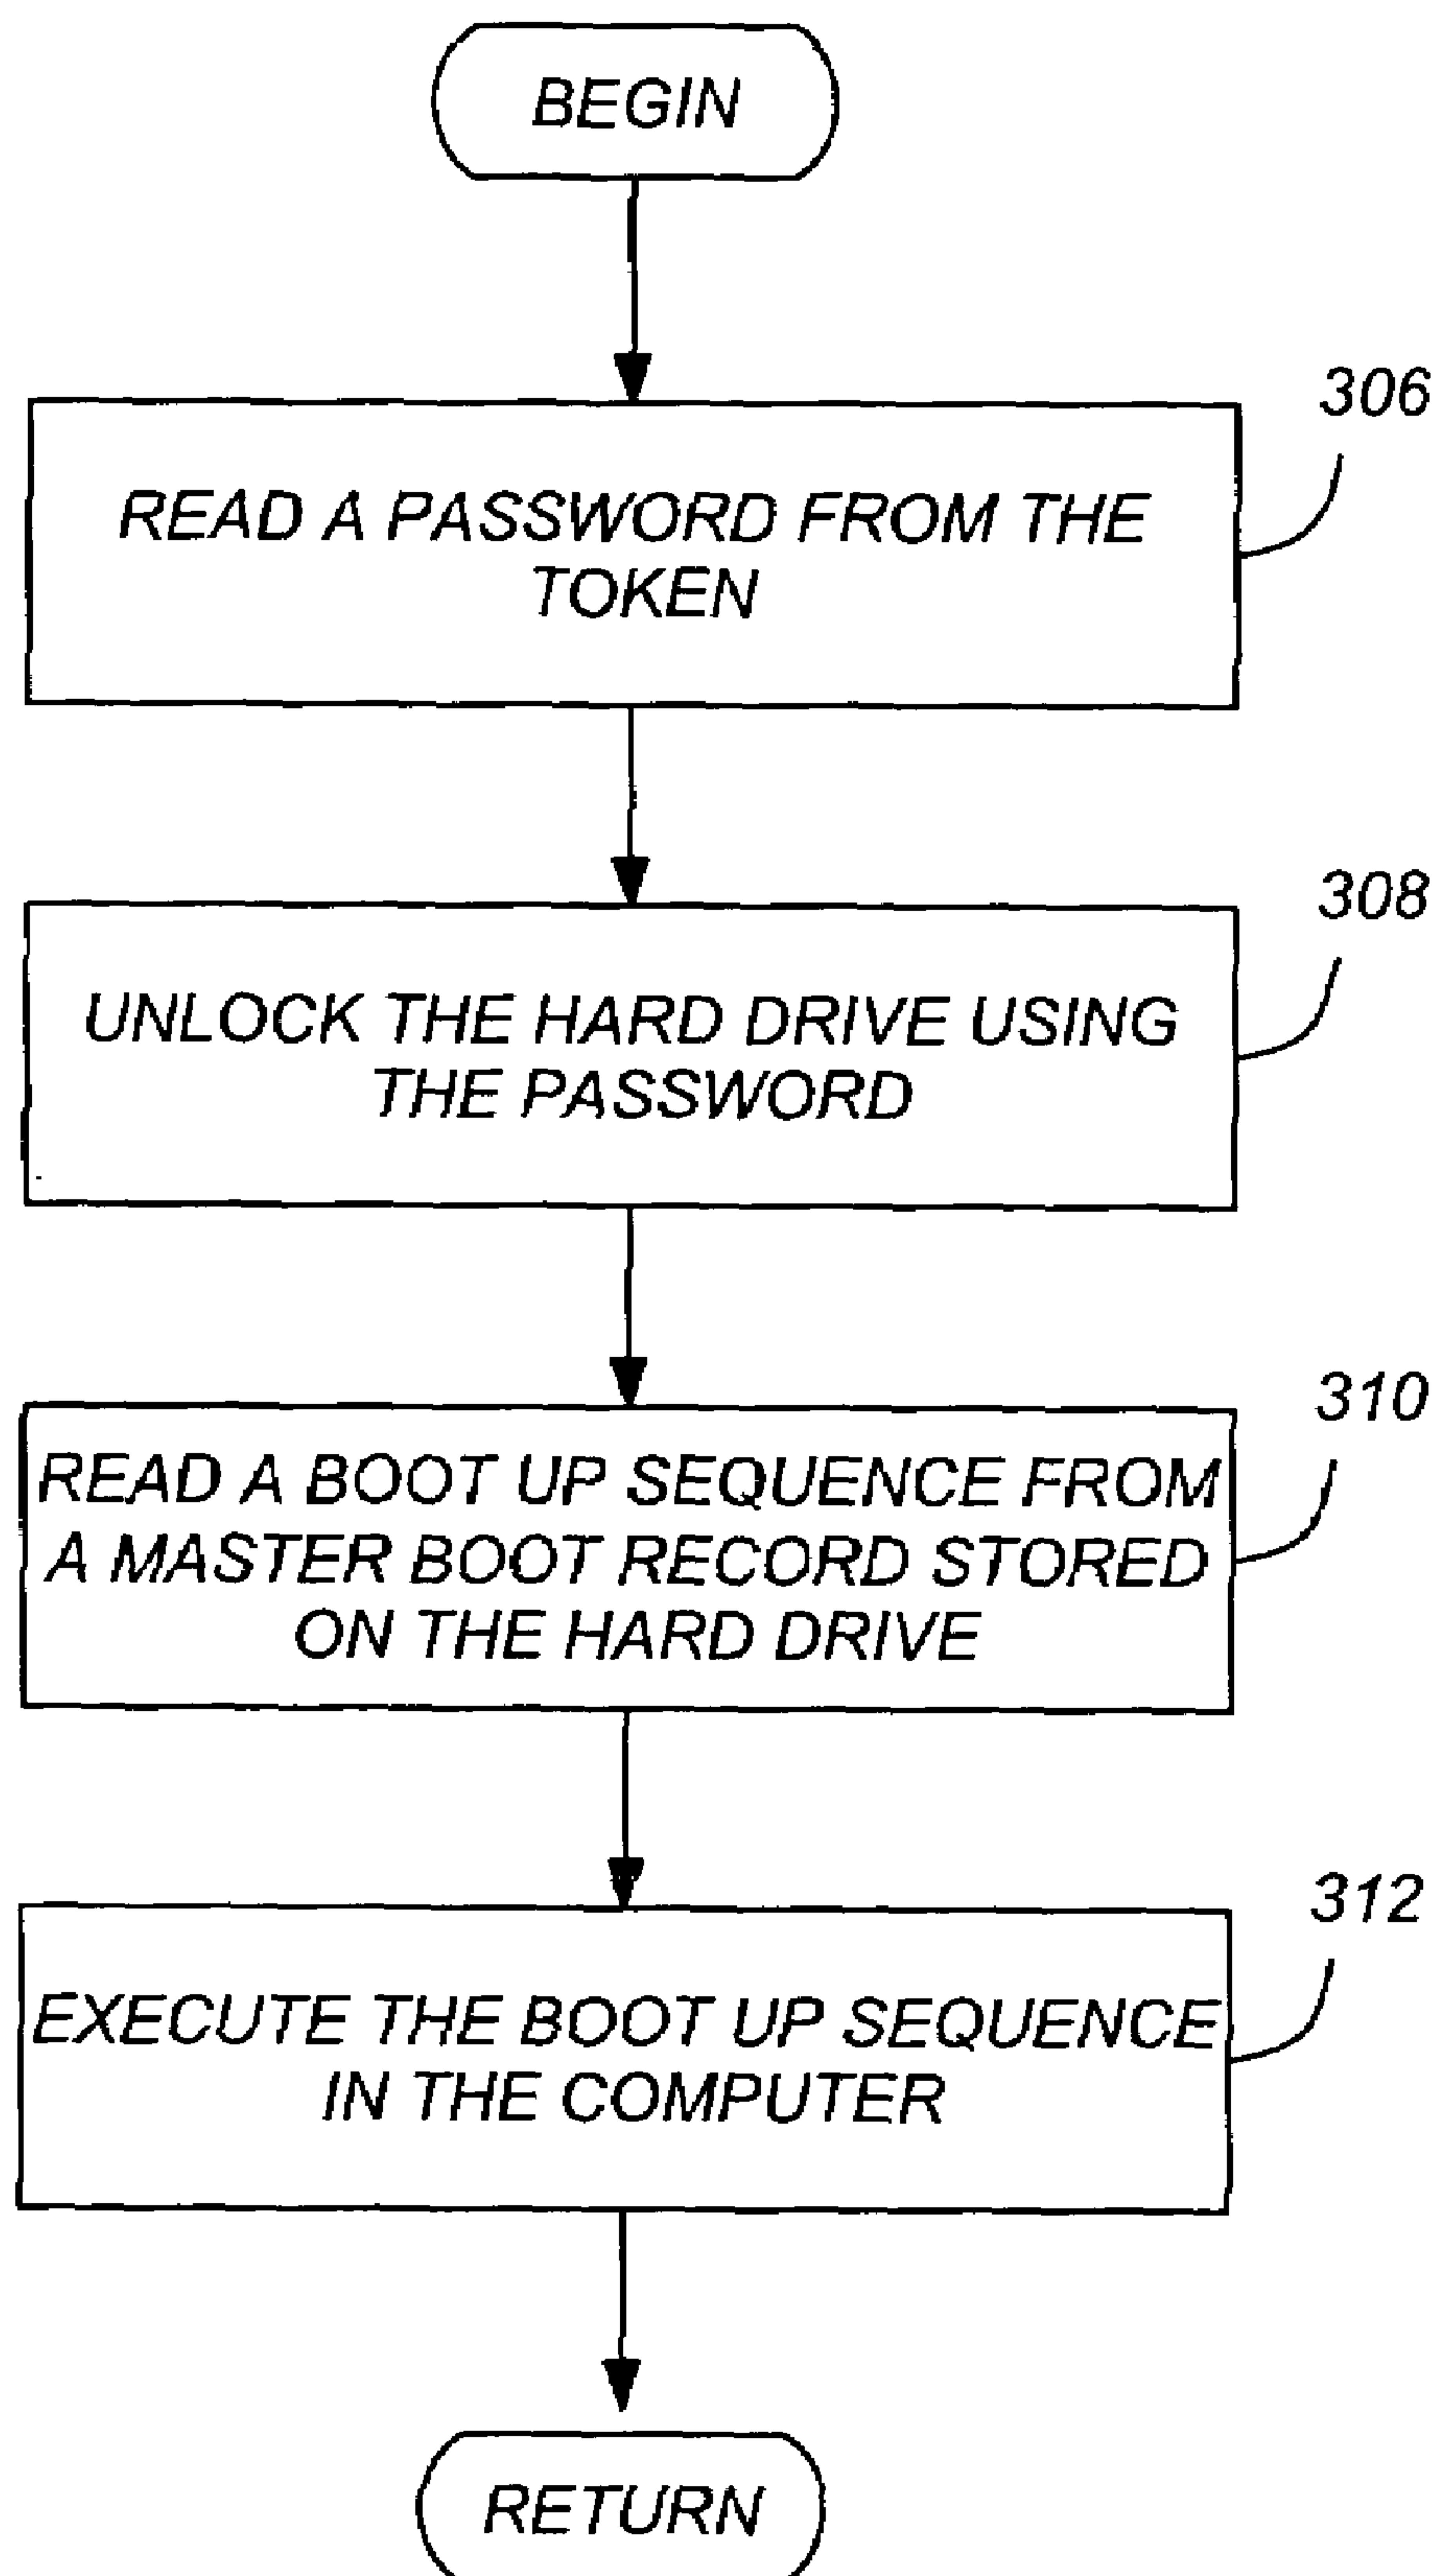 BEGIN
306
READ A PASSWORD FROM THE
TOKEN
308
UNLOCK THE HARD DRIVE USING
THE PASSWORD
310
READ A BOOT UP SEQUENCE FROM
A MASTER BOOT RECORD STORED
ON THE HARD DRIVE
312
EXECUTE THE BOOT UP SEQUENCE
IN THE COMPUTER
RETURN